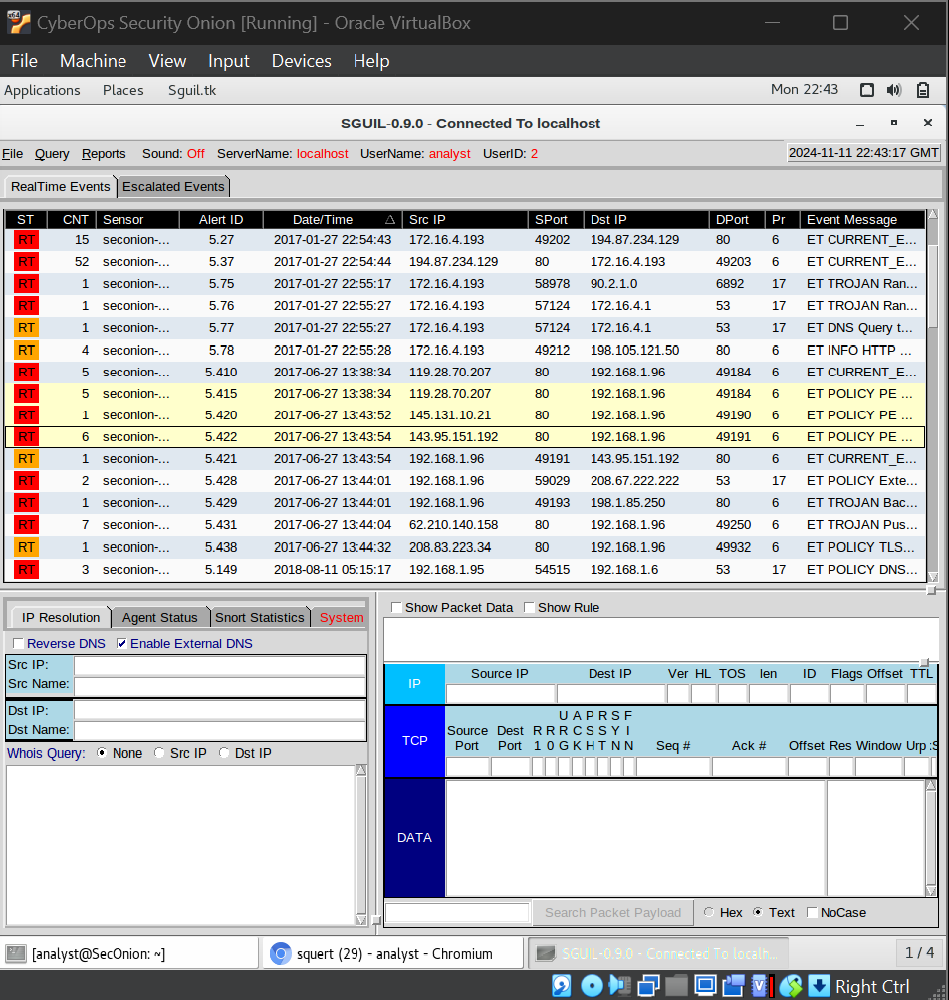 CyberOps Security Onion [Running] - Oracle VirtualBox
File Machine View Input Devices Help
Applications Places Sguil.tk Mon 22:43
SGUIL-0.9.0 - Connected To localhost
File Query Reports Sound: Off ServerName: localhost UserName: analyst UserID: 2 2024-11-11 22:43:17 GMT
RealTime Events Escalated Events
ST CNT Sensor Alert ID Date/Time Src IP SPort Dst IP DPort Pr Event Message
RT 15 seconion-... 5.27 2017-01-27 22:54:43 172.16.4.193 49202 194.87.234.129 80 6 ET CURRENT_E...
RT 52 seconion-... 5.37 2017-01-27 22:54:44 194.87.234.129 80 172.16.4.193 49203 6 ET CURRENT_E...
RT 1 seconion-... 5.75 2017-01-27 22:55:17 172.16.4.193 58978 90.2.1.0 6892 17 ET TROJAN Ran...
RT 1 seconion-... 5.76 2017-01-27 22:55:27 172.16.4.193 57124 172.16.4.1 53 17 ET TROJAN Ran...
RT 1 seconion-... 5.77 2017-01-27 22:55:27 172.16.4.193 57124 172.16.4.1 53 17 ET DNS Query t...
RT 4 seconion-... 5.78 2017-01-27 22:55:28 172.16.4.193 49212 198.105.121.50 80 6 ET INFO HTTP ...
RT 5 seconion-... 5.410 2017-06-27 13:38:34 119.28.70.207 80 192.168.1.96 49184 6 ET CURRENT_E...
RT 5 seconion-... 5.415 2017-06-27 13:38:34 119.28.70.207 80 192.168.1.96 49184 6 ET POLICY PE ...
RT 1 seconion-... 5.420 2017-06-27 13:43:52 145.131.10.21 80 192.168.1.96 49190 6 ET POLICY PE ...
RT 6 seconion-... 5.422 2017-06-27 13:43:54 143.95.151.192 80 192.168.1.96 49191 6 ET POLICY PE ...
RT 1 seconion-... 5.421 2017-06-27 13:43:54 192.168.1.96 49191 143.95.151.192 80 6 ET CURRENT_E...
RT 2 seconion-... 5.428 2017-06-27 13:44:01 192.168.1.96 59029 208.67.222.222 53 17 ET POLICY Exte...
RT 1 seconion-... 5.429 2017-06-27 13:44:01 192.168.1.96 49193 198.1.85.250 80 6 ET TROJAN Bac...
RT 7 seconion-... 5.431 2017-06-27 13:44:04 62.210.140.158 80 192.168.1.96 49250 6 ET TROJAN Pus...
RT 1 seconion-... 5.438 2017-06-27 13:44:32 208.83.223.34 80 192.168.1.96 49932 6 ET POLICY TLS...
RT 3 seconion-... 5.149 2018-08-11 05:15:17 192.168.1.95 54515 192.168.1.6 53 17 ET POLICY DNS...
IP Resolution Agent Status Snort Statistics System
Reverse DNS Enable External DNS
Src IP:
Src Name:
Dst IP:
Dst Name:
Whois Query: None Src IP Dst IP
Show Packet Data Show Rule
IP Source IP Dest IP Ver HL TOS len ID Flags Offset TTL
TCP Source Port Dest Port R1 R0 URG ACK PSH RST SYN FIN Seq # Ack # Offset Res Window Urp
DATA
Search Packet Payload Hex Text NoCase
[analyst@SecOnion: ~] squert (29) - analyst - Chromium SGUIL-0.9.0 - Connected To localh... 1 / 4
Right Ctrl